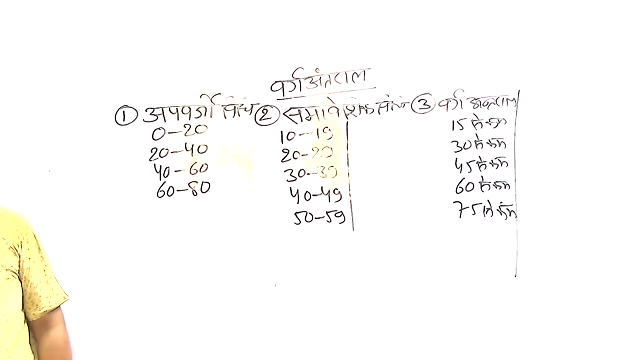 वर्ग अंतराल
① अपवर्जी ② समावेशिक ③ वर्ग
0-20 10-19 15 से कम
20-40 20-29 30 से कम
40-60 30-39 45 से कम
60-80 40-49 60 से कम
50-59 75 से कम